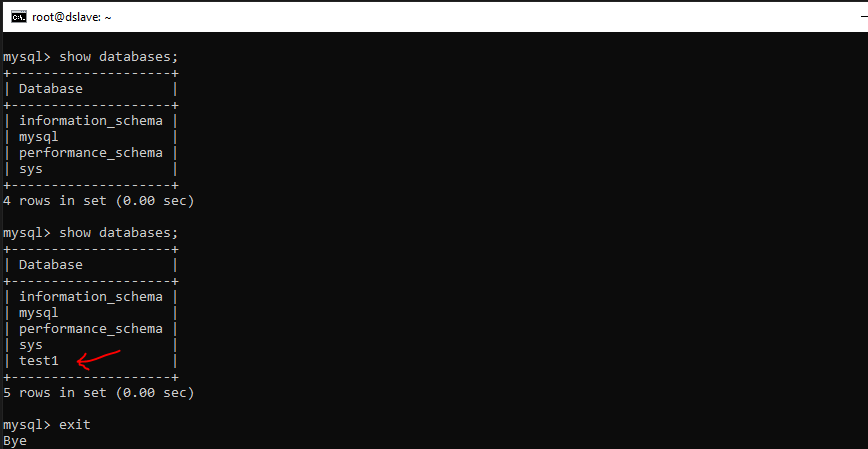 root@dslave: ~
mysql> show databases;
+--------------------+
| Database           |
+--------------------+
| information_schema |
| mysql              |
| performance_schema |
| sys                |
+--------------------+
4 rows in set (0.00 sec)
mysql> show databases;
+--------------------+
| Database           |
+--------------------+
| information_schema |
| mysql              |
| performance_schema |
| sys                |
| test1              |
+--------------------+
5 rows in set (0.00 sec)
mysql> exit
Bye